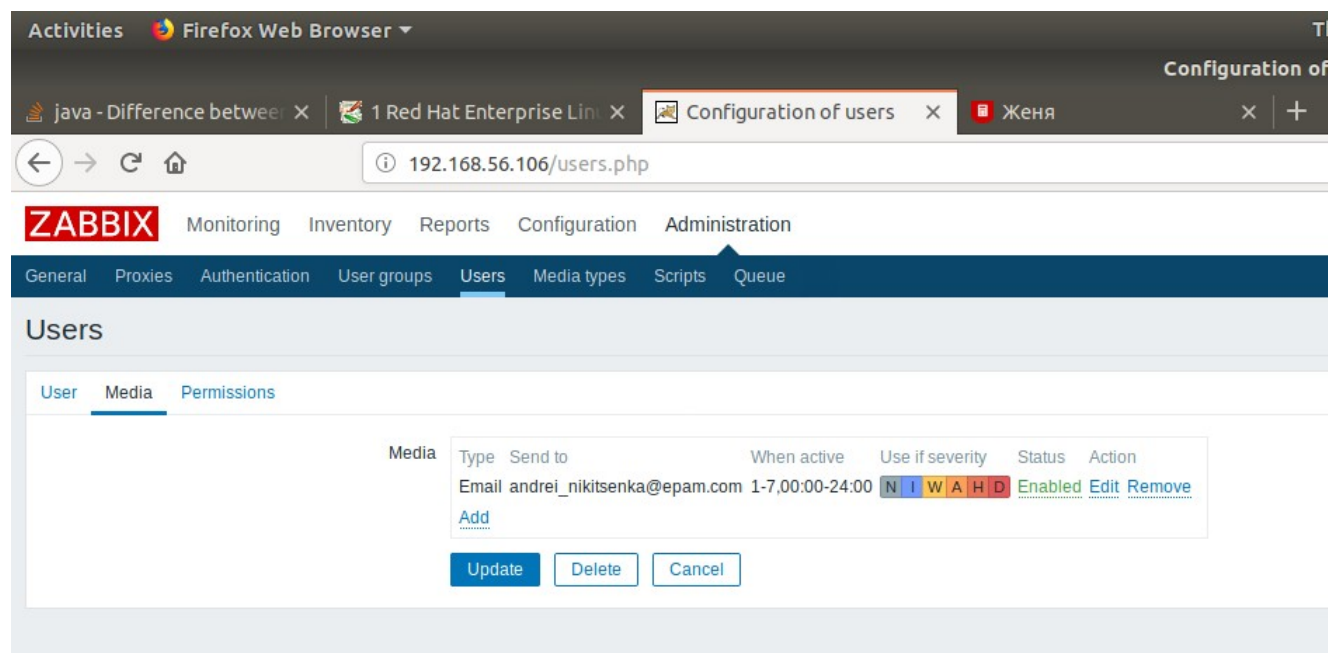 Activities Firefox Web Browser
Configuration of
java - Difference between 1 Red Hat Enterprise Lin Configuration of users Женя
192.168.56.106/users.php
ZABBIX Monitoring Inventory Reports Configuration Administration
General Proxies Authentication User groups Users Media types Scripts Queue
Users
User Media Permissions
Media Type Send to When active Use if severity Status Action
Email andrei_nikitsenka@epam.com 1-7,00:00-24:00 N I W A H D Enabled Edit Remove
Add
Update Delete Cancel